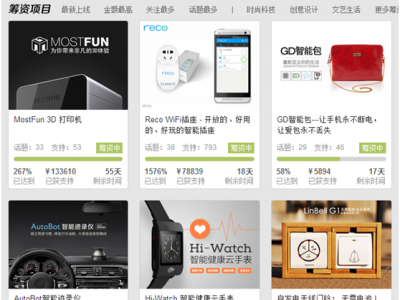 筹资项目 最新上线 金额最高 关注最多 话题最多 | 时尚科技 创意设计 文艺生活 更多筹
MOSTFUN
为你带来非凡的3D体验
reco
GD智能包
MostFun 3D 打印机
Reco WiFi插座 - 开放的、好用的、好玩的智能插座
GD智能包---让手机永不断电，让爱包永不丢失
话题: 33 支持: 53 筹资中
话题: 38 支持: 793 筹资中
话题: 29 支持: 46 筹资中
267% ¥133160 55天
已达到 已获支持 剩余时间
1576% ¥78839 18天
已达到 已获支持 剩余时间
58% ¥5894 17天
已达到 已获支持 剩余时间
AutoBot 智能迹录仪
Hi-Watch
智能健康云手表
LinBell G1
AutoBot智能迹录仪
Hi-Watch 智能健康云手表
自发电无线门铃：无需电池！